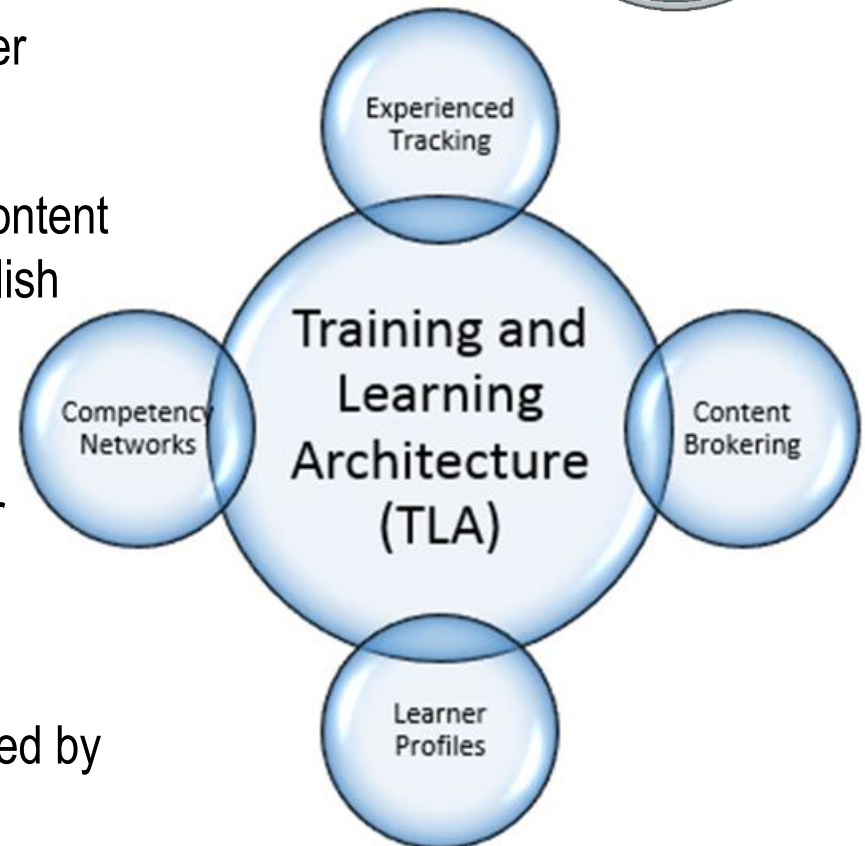 er
ontent
lish
r
ed by
Experienced
Tracking
Competency
Networks
Training and
Learning
Architecture
(TLA)
Content
Brokering
Learner
Profiles